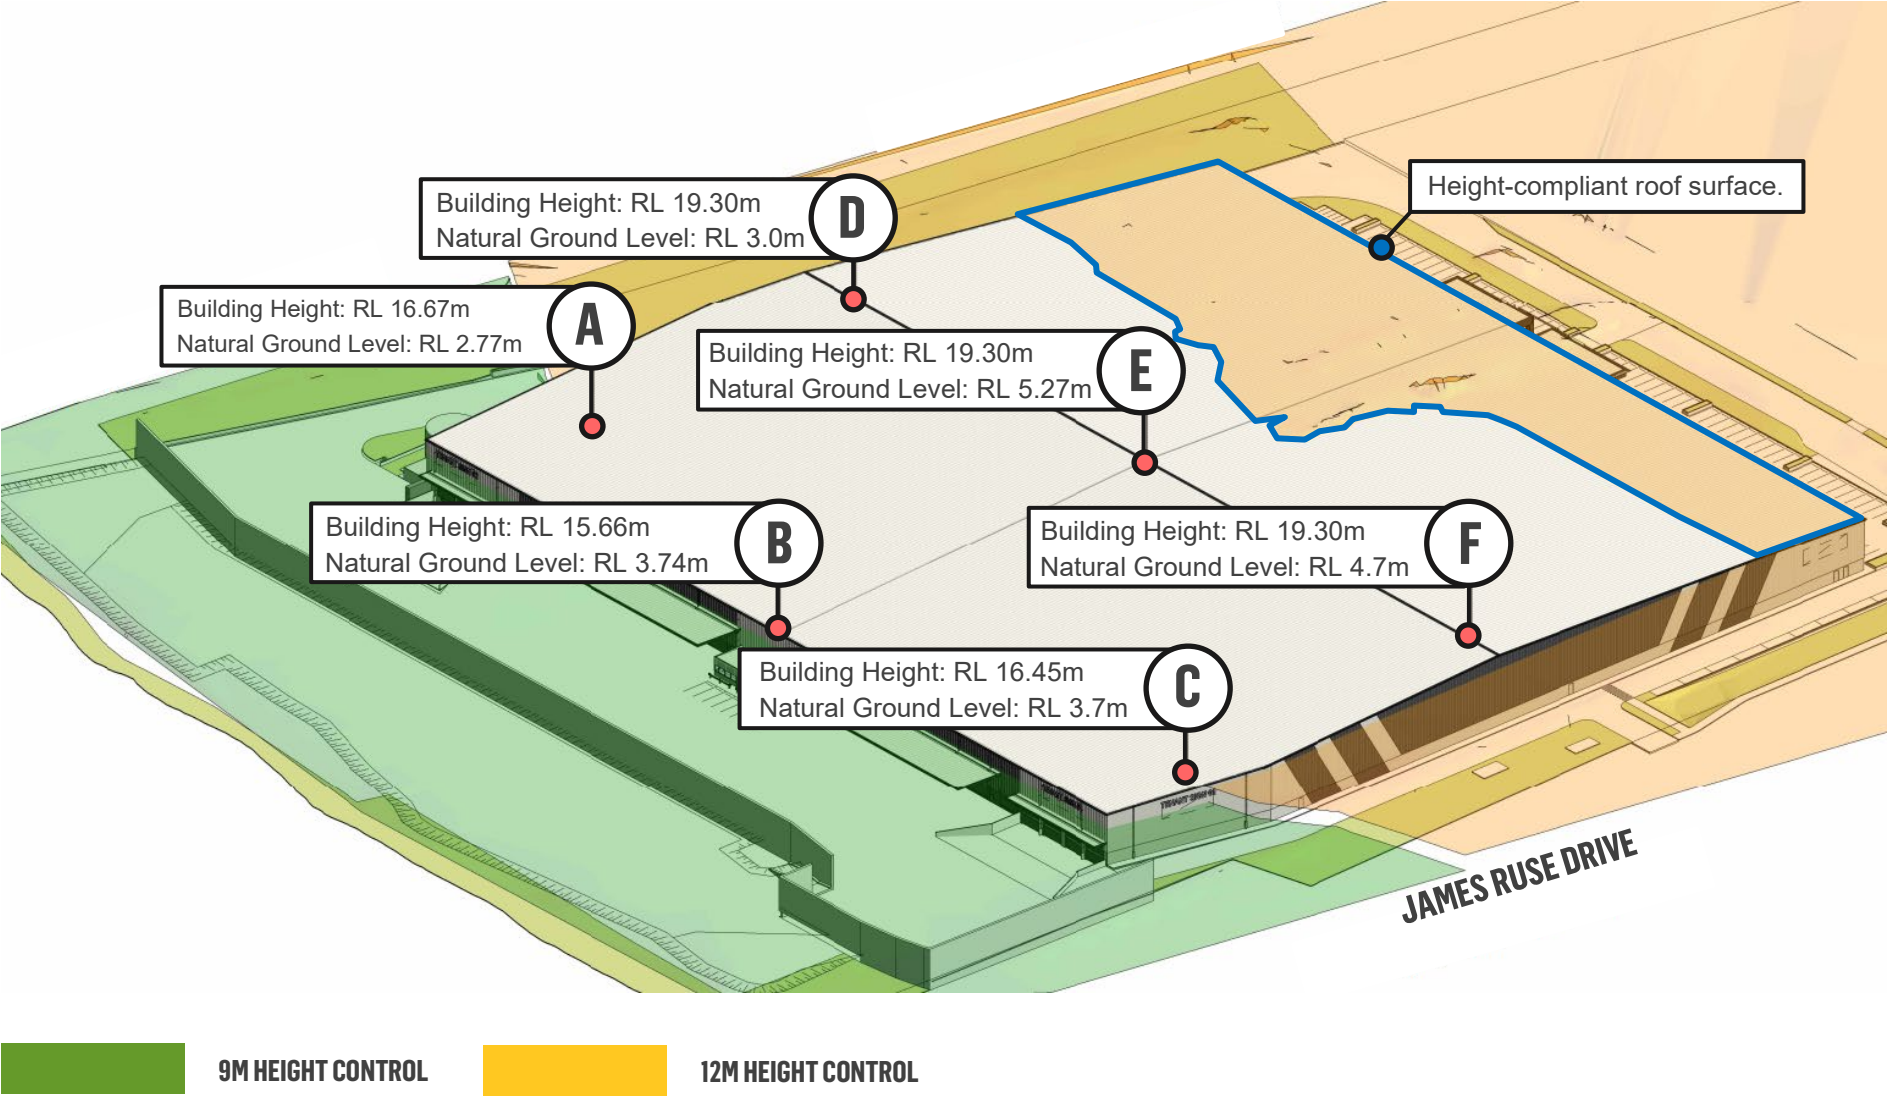 Height-compliant roof surface.
Building Height: RL 19.30m
Natural Ground Level: RL 3.0m
D
Building Height: RL 16.67m
Natural Ground Level: RL 2.77m
A
Building Height: RL 19.30m
Natural Ground Level: RL 5.27m
E
Building Height: RL 15.66m
Natural Ground Level: RL 3.74m
B
Building Height: RL 19.30m
Natural Ground Level: RL 4.7m
F
Building Height: RL 16.45m
Natural Ground Level: RL 3.7m
C
JAMES RUSE DRIVE
9M HEIGHT CONTROL
12M HEIGHT CONTROL